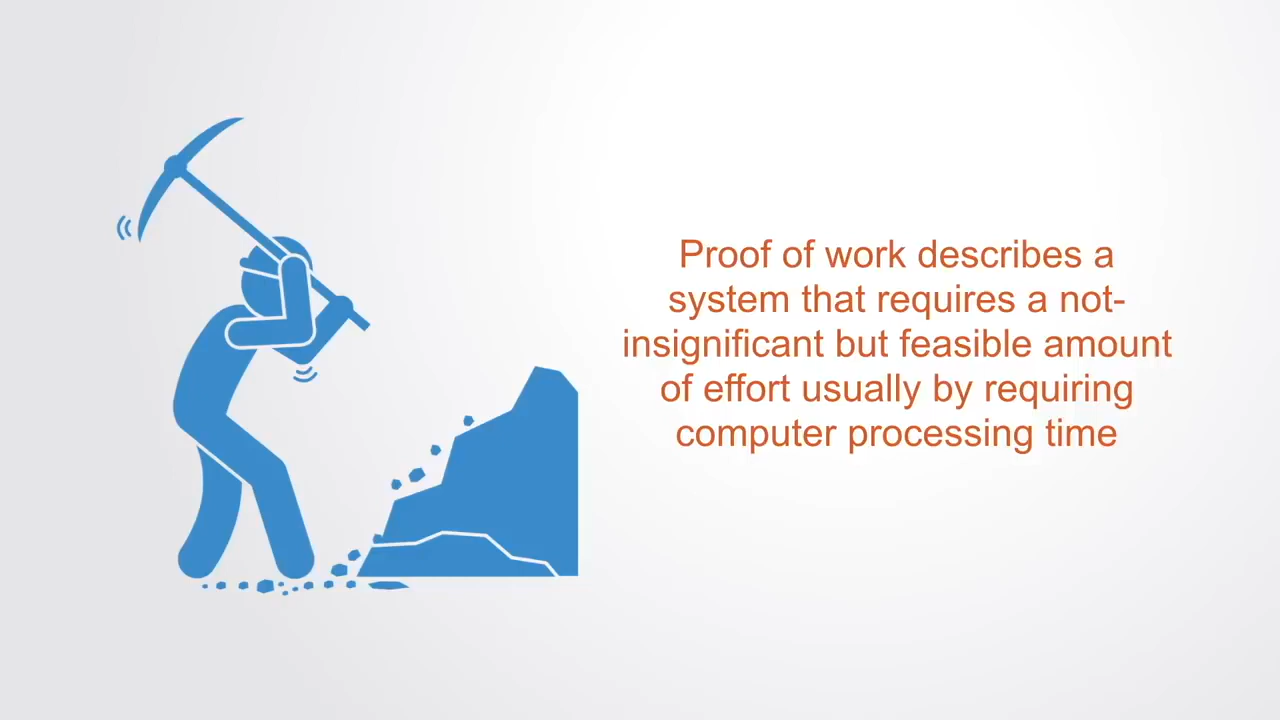 Proof of work describes a
system that requires a not-
insignificant but feasible amount
of effort usually by requiring
computer processing time